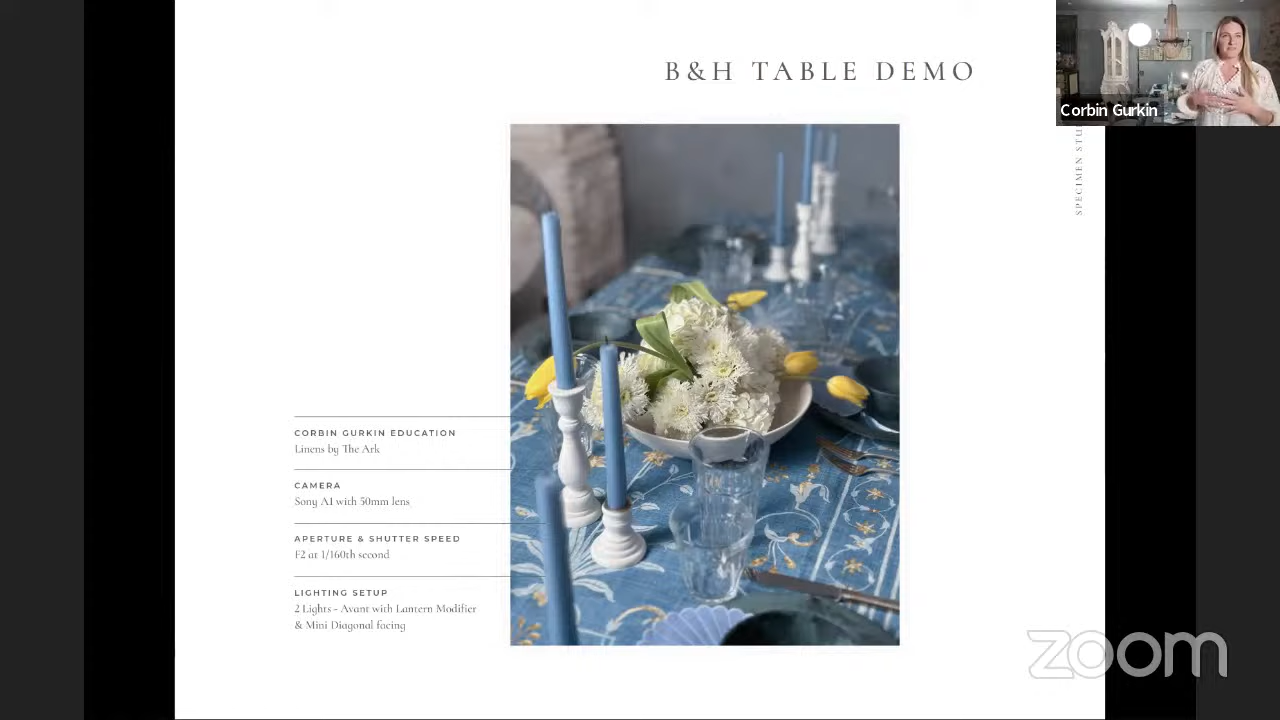 B&H TABLE DEMO
Corbin Gurkin
SPECIMEN
CORBIN GURKIN EDUCATION
Linens by The Ark
CAMERA
Sony A1 with 50mm lens
APERTURE & SHUTTER SPEED
F2 at 1/160th second
LIGHTING SETUP
2 Lights - Avant with Lantern Modifier
& Mini Diagonal facing
zoom